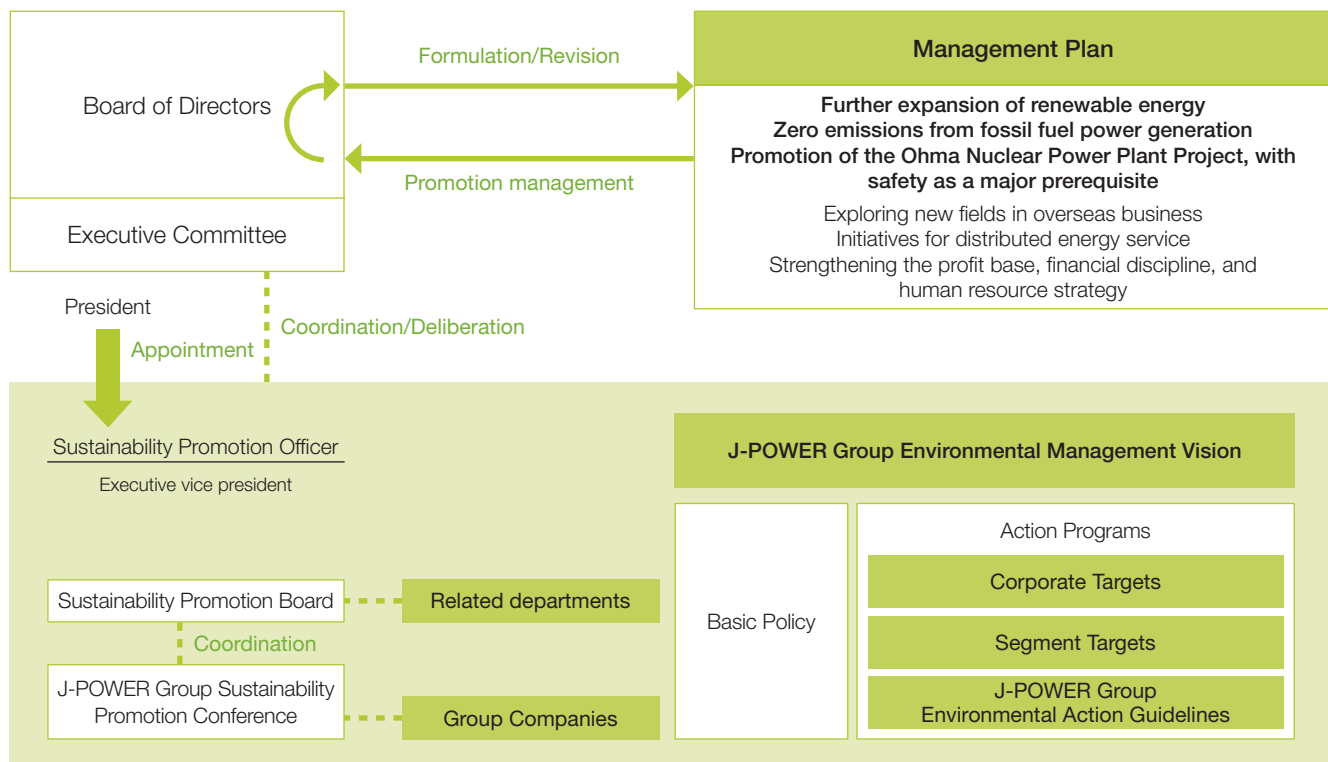 Board of Directors
Executive Committee
Formulation/Revision
Promotion management
Management Plan
Further expansion of renewable energy
Zero emissions from fossil fuel power generation
Promotion of the Ohma Nuclear Power Plant Project, with
safety as a major prerequisite
Exploring new fields in overseas business
Initiatives for distributed energy service
Strengthening the profit base, financial discipline, and
human resource strategy
President
Appointment
Coordination/Deliberation
Sustainability Promotion Officer
Executive vice president
Sustainability Promotion Board
Related departments
Coordination
J-POWER Group Sustainability
Promotion Conference
Group Companies
J-POWER Group Environmental Management Vision
Basic Policy
Action Programs
Corporate Targets
Segment Targets
J-POWER Group
Environmental Action Guidelines